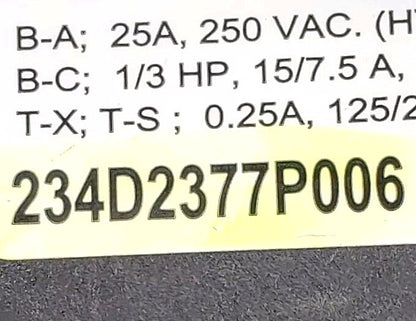 B-A; 25A, 250 VAC. (H
B-C; 1/3 HP, 15/7.5 A,
T-X; T-S ; 0.25A, 125/2
234D2377P006